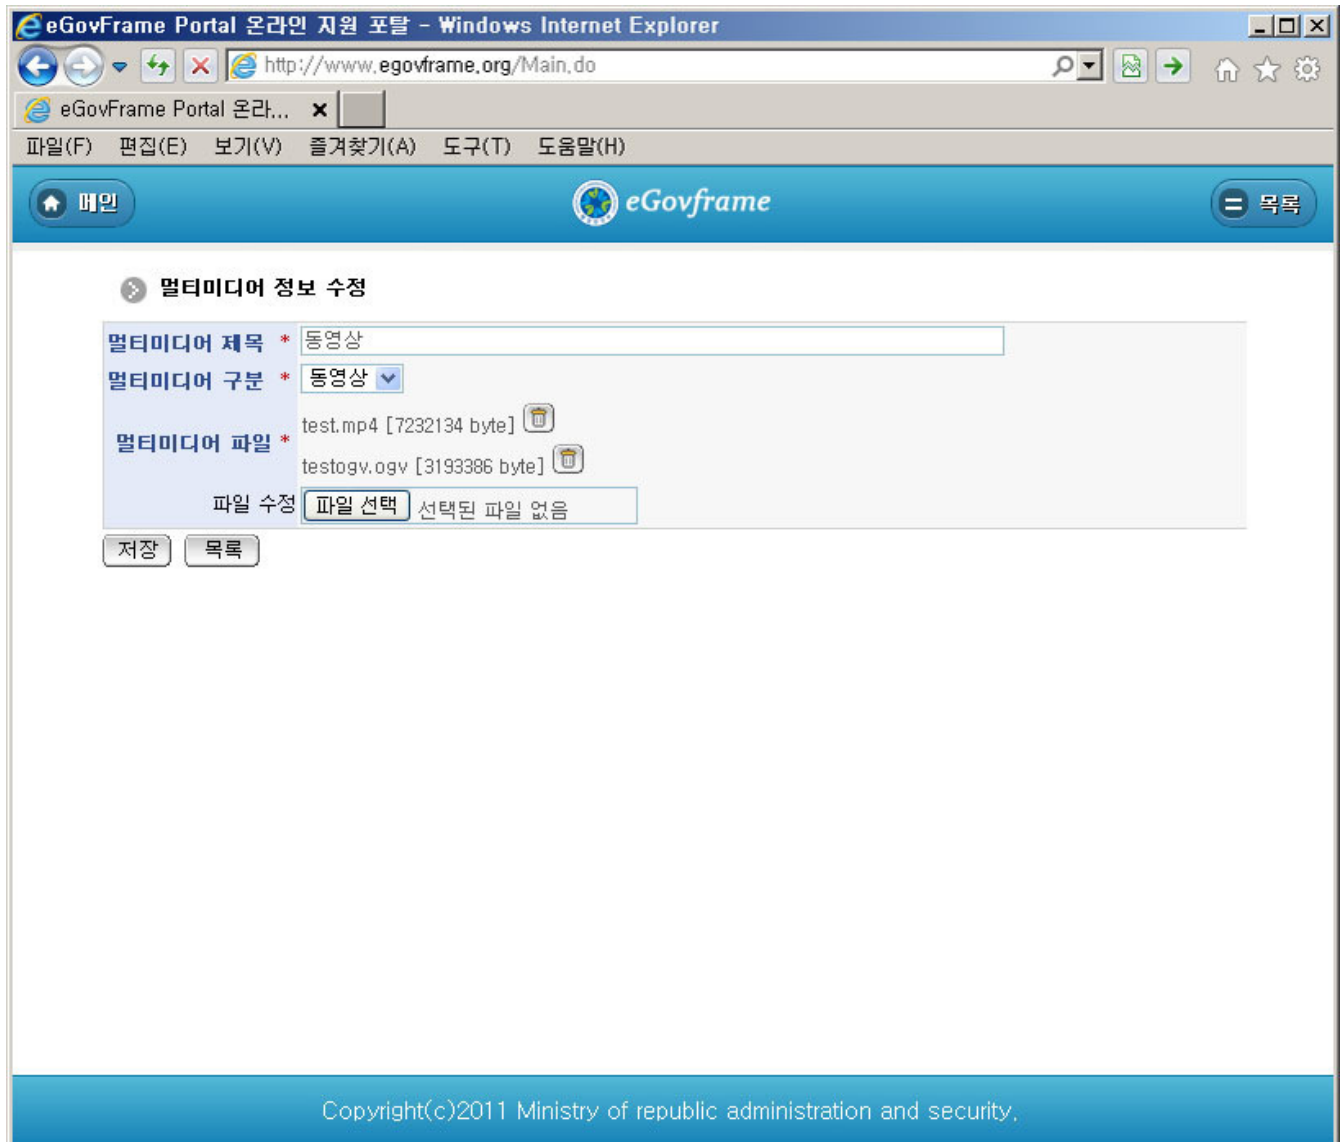 eGovFrame Portal 온라인 지원 포탈 - Windows Internet Explorer
http://www.egovframe.org/Main.do
eGovFrame Portal 온라...
파일(F) 편집(E) 보기(V) 즐겨찾기(A) 도구(T) 도움말(H)
메인 eGovframe 목록
멀티미디어 정보 수정
멀티미디어 제목 * 동영상
멀티미디어 구분 * 동영상
test.mp4 [7232134 byte]
멀티미디어 파일 *
testogv.ogv [3193386 byte]
파일 수정 파일 선택 선택된 파일 없음
저장 목록
Copyright(c)2011 Ministry of republic administration and security.